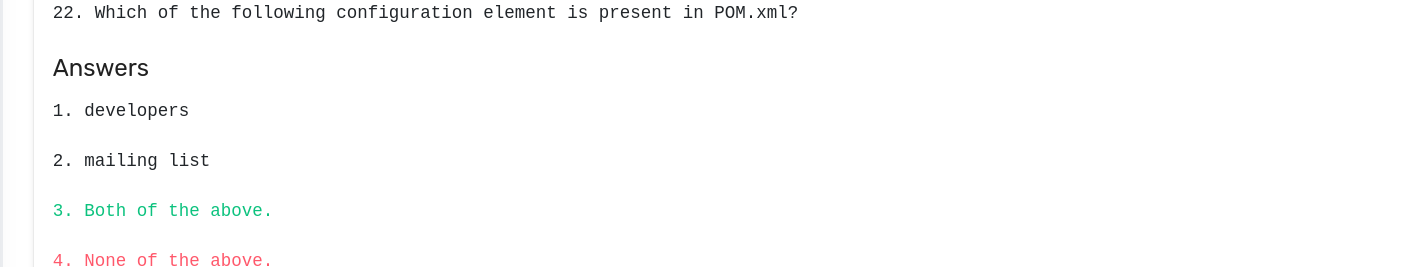 22. Which of the following configuration element is present in POM.xml?
Answers
1. developers
2. mailing list
3. Both of the above.
4. None of the above.